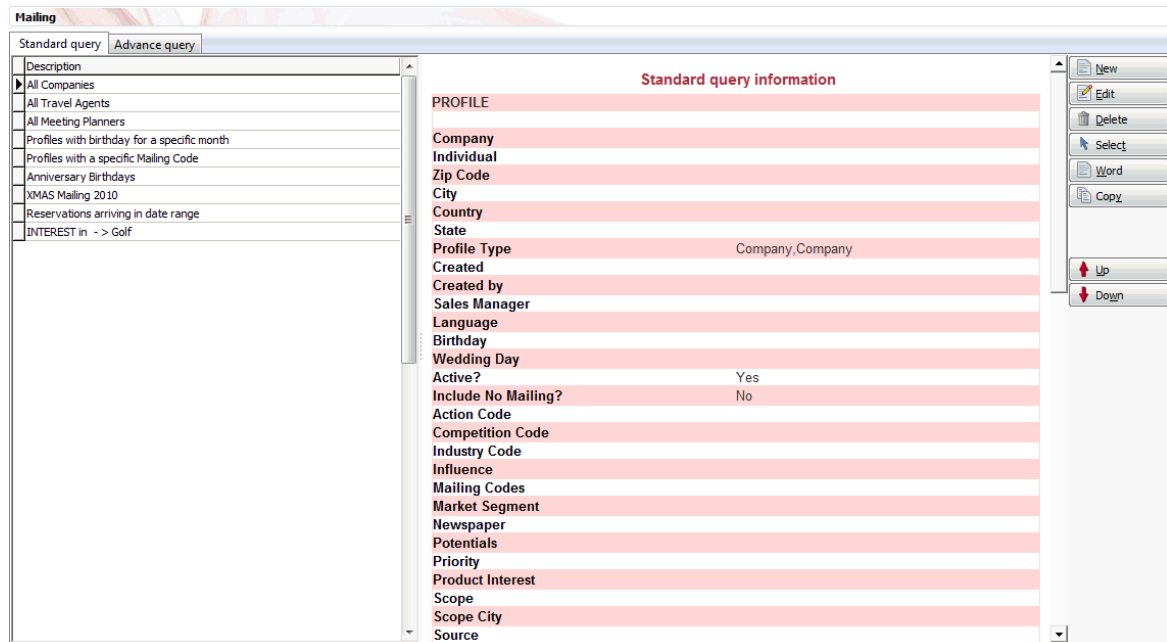 Mailing
Standard query Advance query
Description
All Companies
All Travel Agents
All Meeting Planners
Profiles with birthday for a specific month
Profiles with a specific Mailing Code
Anniversary Birthdays
XMAS Mailing 2010
Reservations arriving in date range
INTEREST in - > Golf
Standard query information
PROFILE
Company
Individual
Zip Code
City
Country
State
Profile Type Company,Company
Created
Created by
Sales Manager
Language
Birthday
Wedding Day
Active? Yes
Include No Mailing? No
Action Code
Competition Code
Industry Code
Influence
Mailing Codes
Market Segment
Newspaper
Potentials
Priority
Product Interest
Scope
Scope City
Source
New
Edit
Delete
Select
Word
Copy
Up
Down